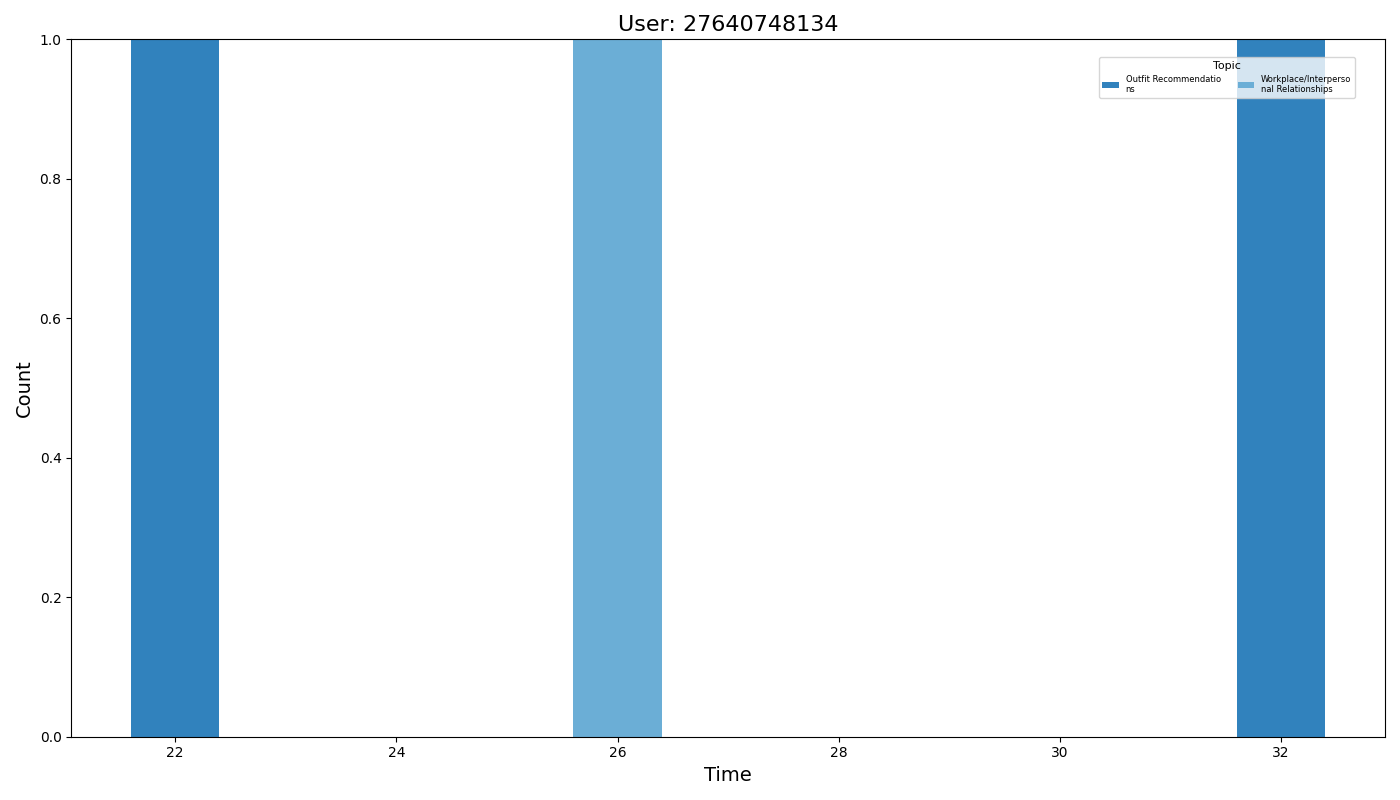 User: 27640748134
1.0
0.8
0.6
0.4
0.2
0.0
Count
Topic
Outfit Recommendatio
ns
Workplace/Interperso
nal Relationships
22 24 26 28 30 32
Time